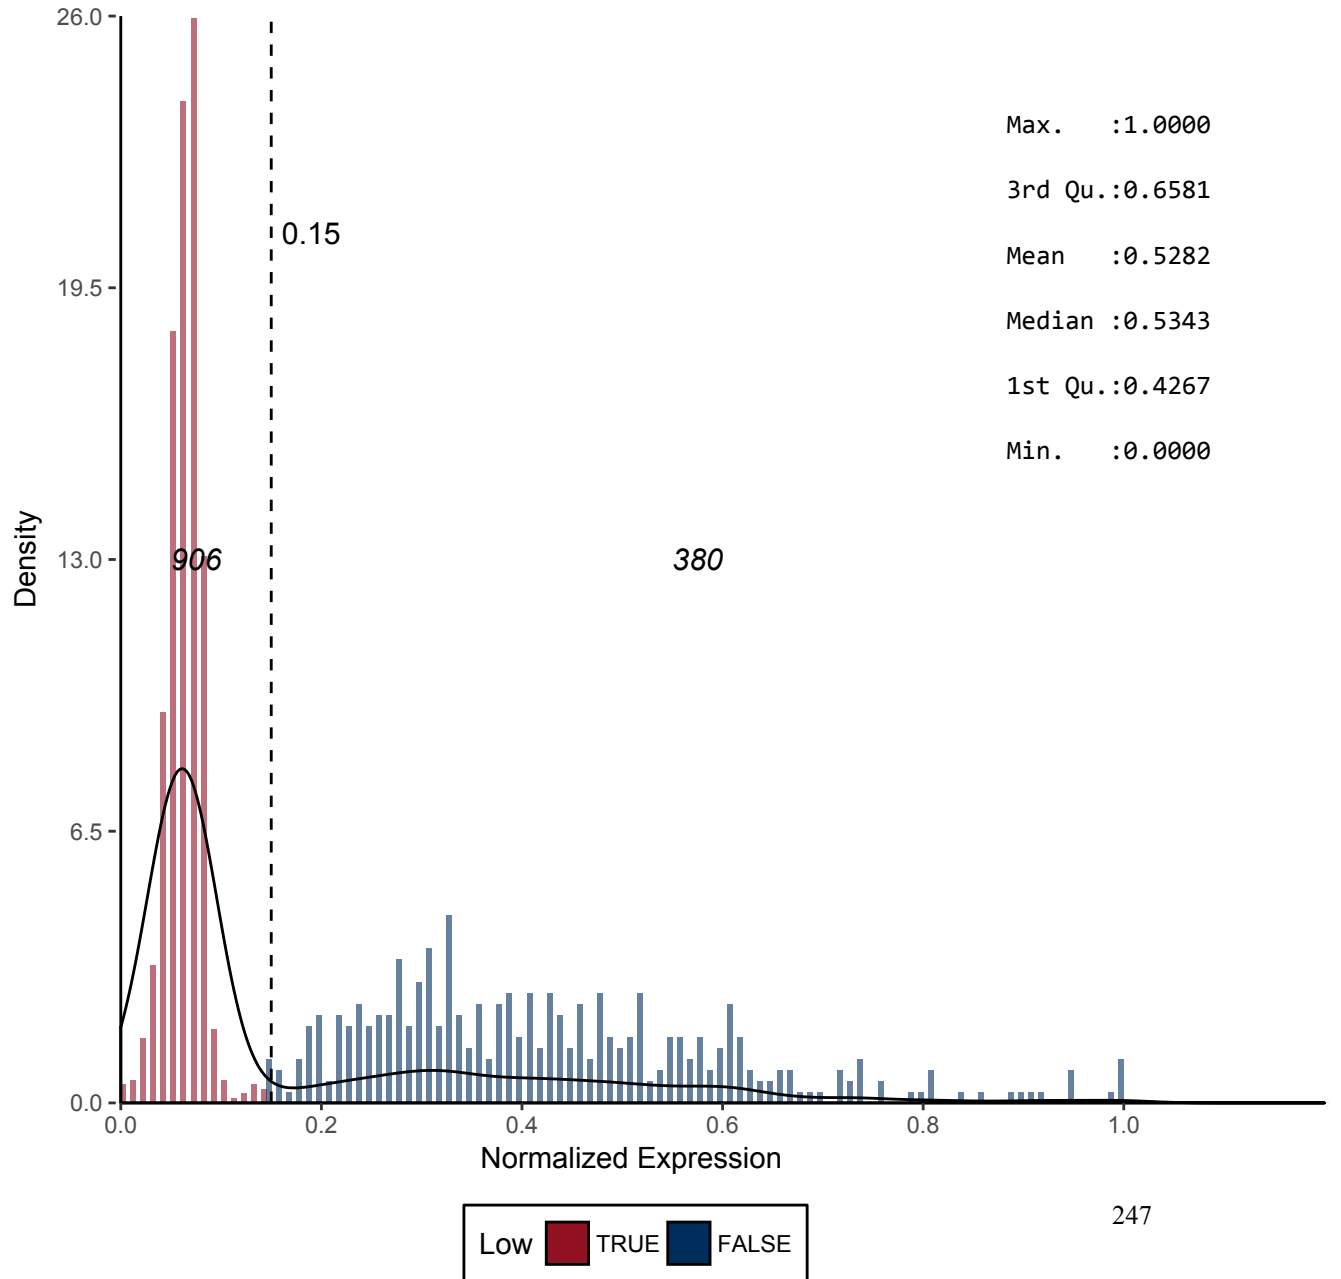 26.0
Max. :1.0000
3rd Qu.:0.6581
0.15
Mean :0.5282
19.5
Median :0.5343
1st Qu.:0.4267
Min. :0.0000
Density
13.0
906
380
6.5
0.0
0.0 0.2 0.4 0.6 0.8 1.0
Normalized Expression
247
Low TRUE FALSE